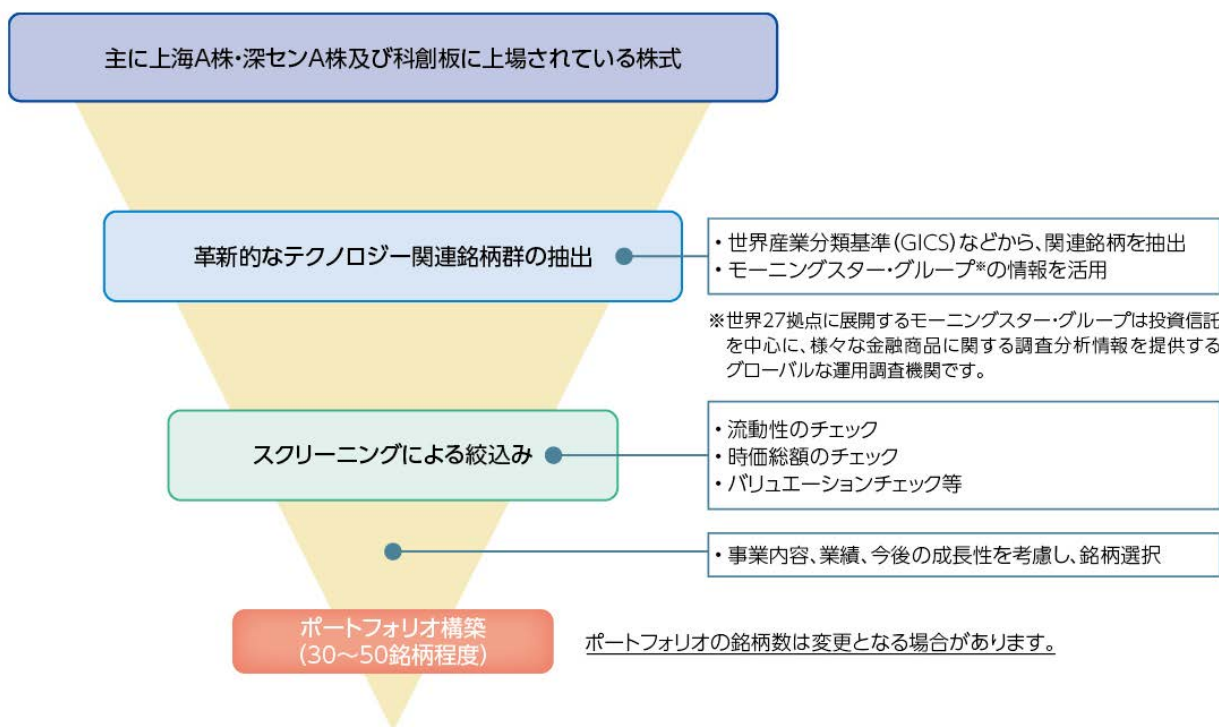 主に上海A株・深センA株及び科創板に上場されている株式
革新的なテクノロジー関連銘柄群の抽出
・世界産業分類基準(GICS)などから、関連銘柄を抽出
・モーニングスター・グループ※の情報を活用
※世界27拠点に展開するモーニングスター・グループは投資信託
を中心に、様々な金融商品に関する調査分析情報を提供する
グローバルな運用調査機関です。
スクリーニングによる絞込み
・流動性のチェック
・時価総額のチェック
・バリュエーションチェック等
・事業内容、業績、今後の成長性を考慮し、銘柄選択
ポートフォリオ構築
(30～50銘柄程度)
ポートフォリオの銘柄数は変更となる場合があります。